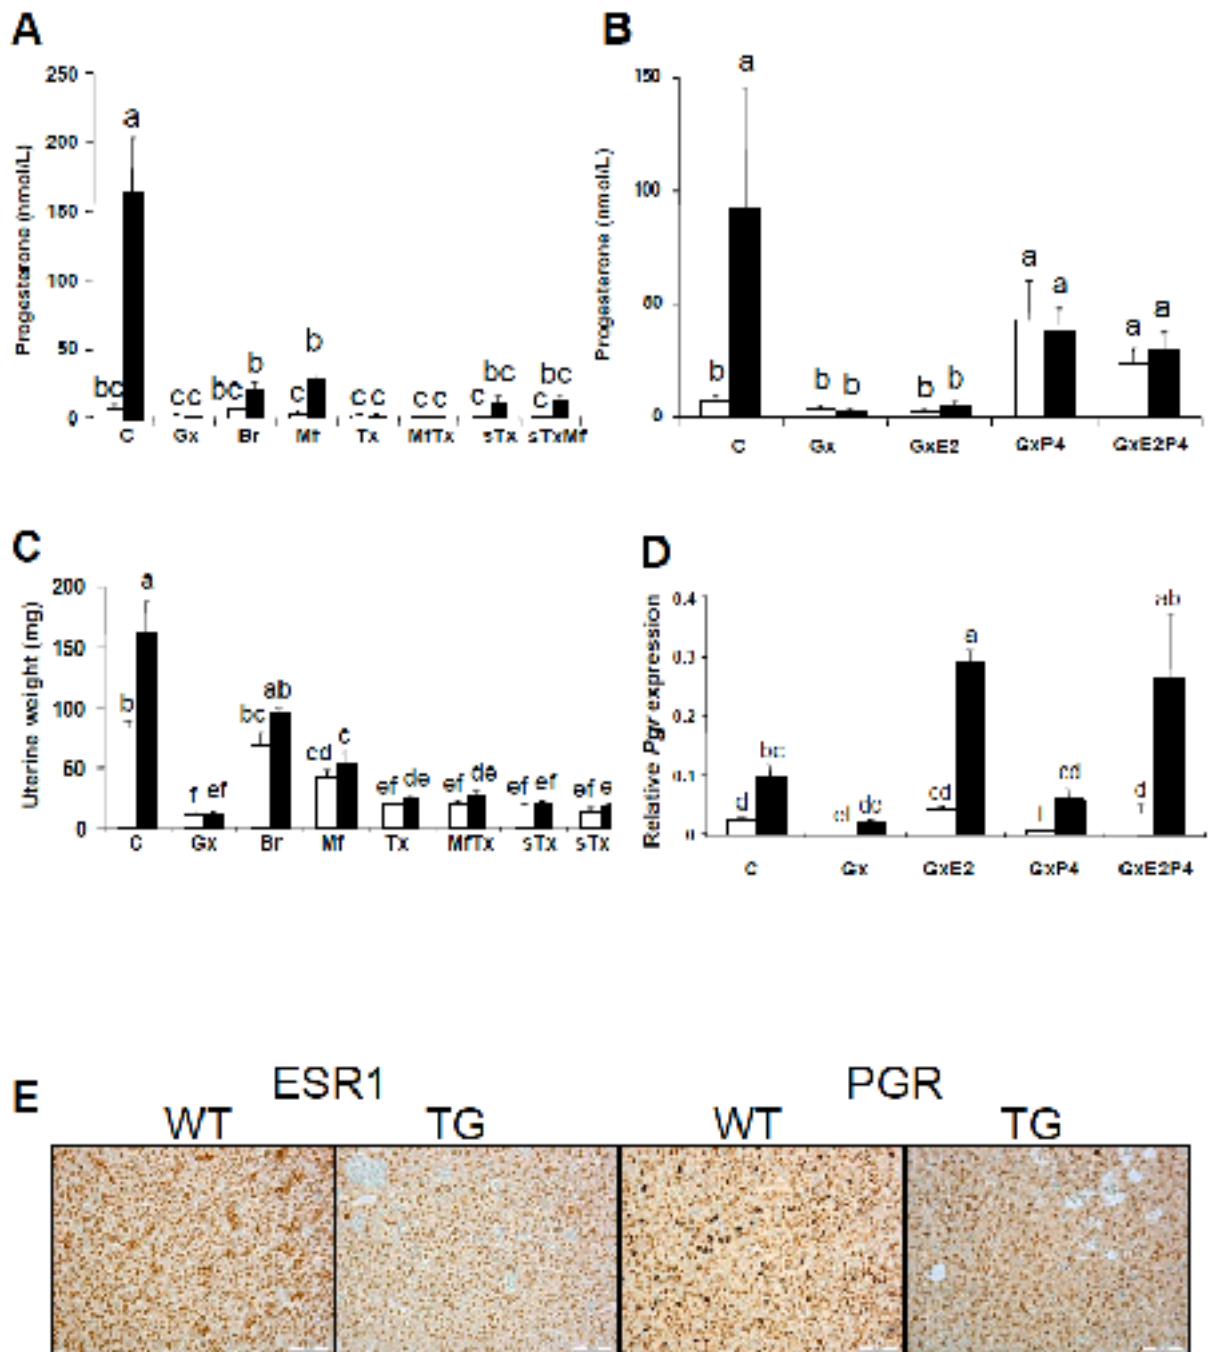 A
B
Progesterone (nmol/L)
250
200
150
100
50
0
a
bc
c c
bc b
c b
c c
c c
c bc
c bc
C Gx Br Mf Tx MfTx sTx sTxMf
Progesterone (nmol/L)
150
100
50
0
b a
b b
b b
a a
a a
C Gx GxE2 GxP4 GxE2P4
C
D
Uterine weight (mg)
200
150
100
50
0
b a
f ef
bc ab
cd c
ef de
ef de
ef ef
ef e
C Gx Br Mf Tx MfTx sTx sTx
Relative Pgr expression
0.4
0.3
0.2
0.1
0
d bc
ef de
cd a
f cd
d ab
C Gx GxE2 GxP4 GxE2P4
E
ESR1 PGR
WT TG WT TG